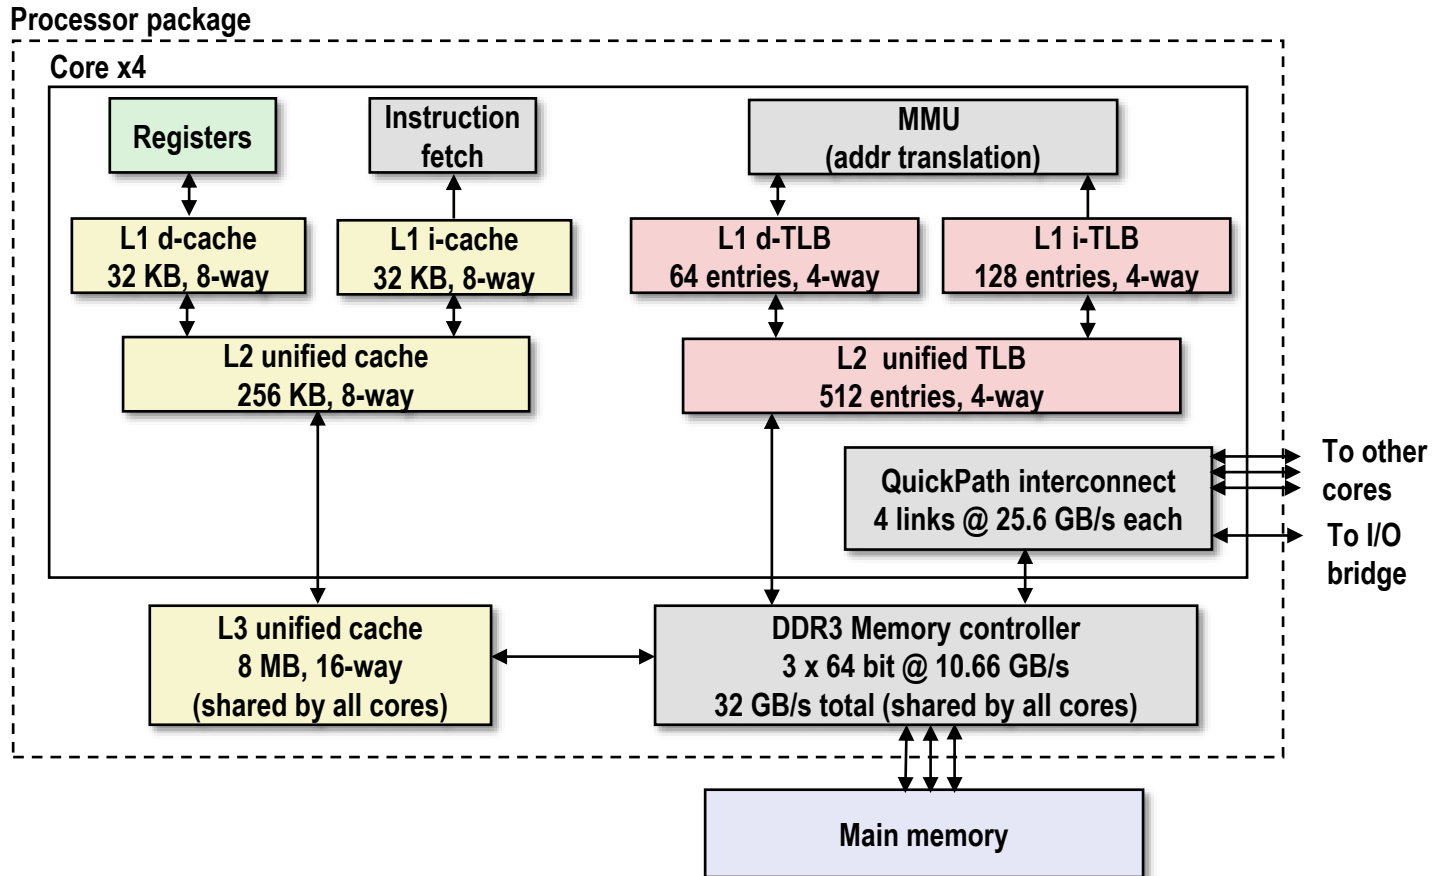 Processor package
Core x4
Registers
Instruction
fetch
MMU
(addr translation)
L1 d-cache
32 KB, 8-way
L1 i-cache
32 KB, 8-way
L1 d-TLB
64 entries, 4-way
L1 i-TLB
128 entries, 4-way
L2 unified cache
256 KB, 8-way
L2 unified TLB
512 entries, 4-way
QuickPath interconnect
4 links @ 25.6 GB/s each
To other
cores
To I/O
bridge
L3 unified cache
8 MB, 16-way
(shared by all cores)
DDR3 Memory controller
3 x 64 bit @ 10.66 GB/s
32 GB/s total (shared by all cores)
Main memory